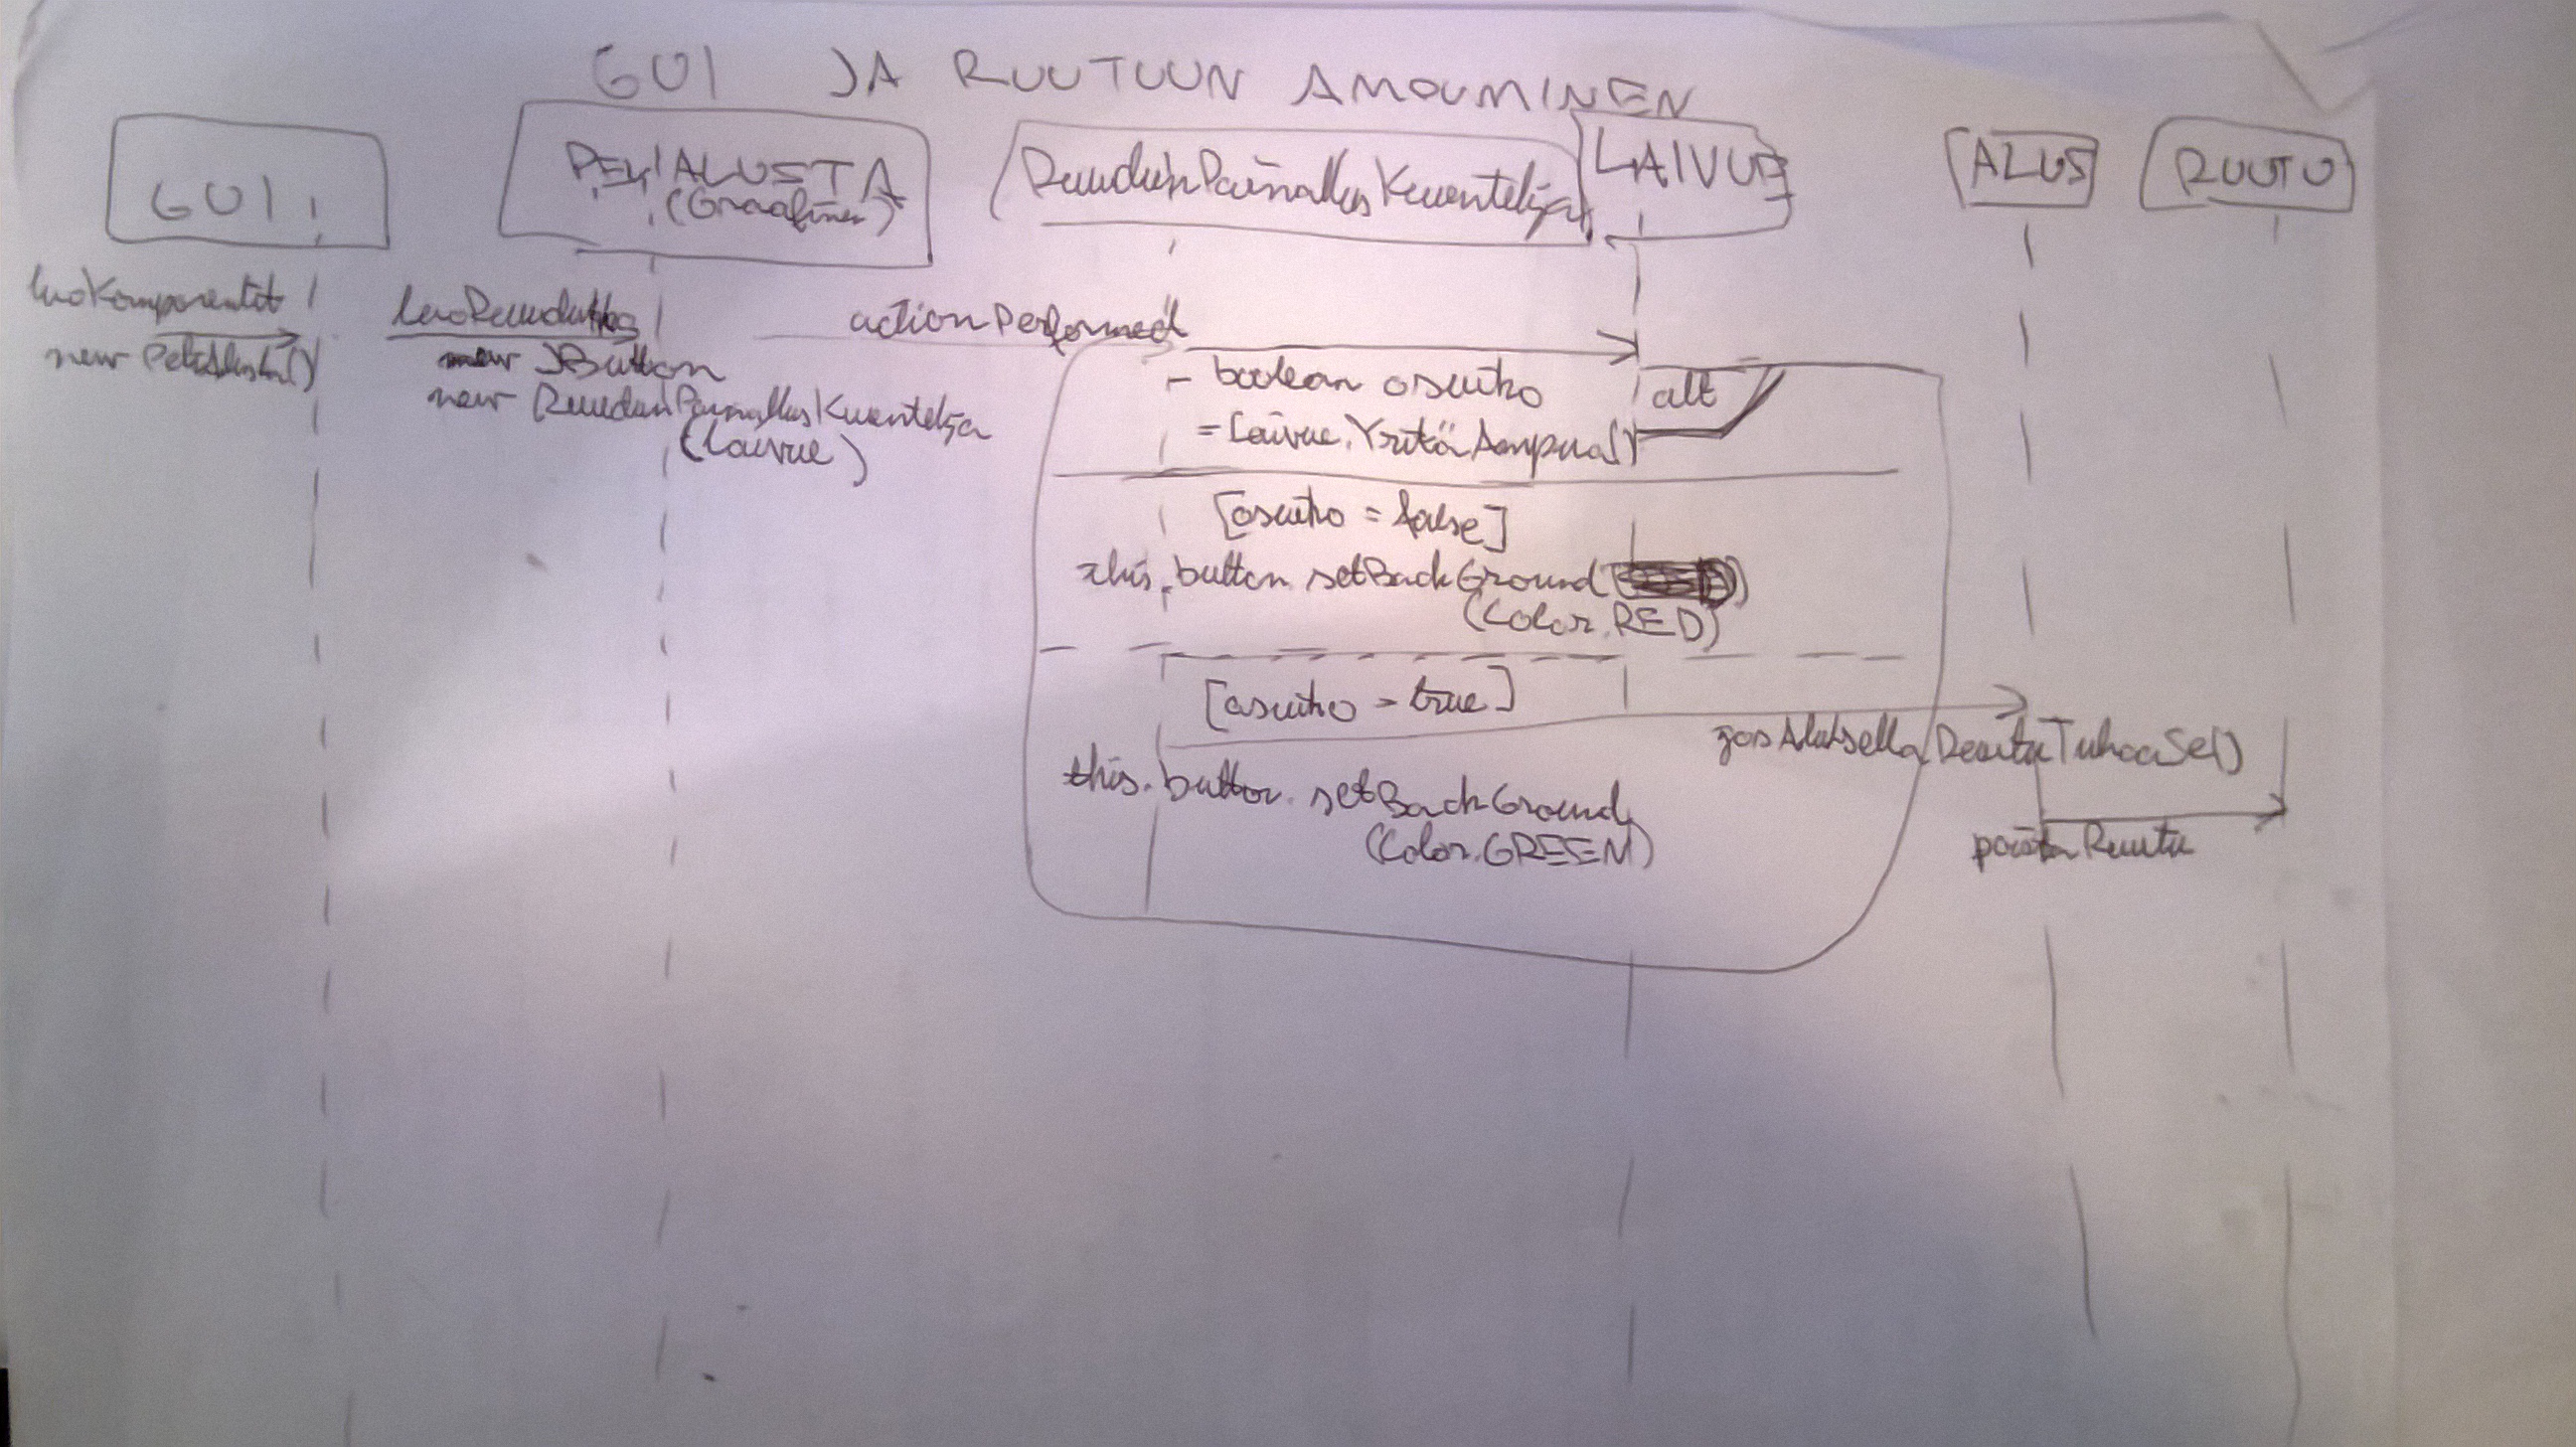 GUI JA RUUTUUN AMPUMINEN
GUI
PELIALUSTA
(Graafinen)
RuudunPainallusKuuntelija
LAIVUE
ALUS
RUUTU
luoKomponentit
new PeliAlusta()
luoRuudukko
new JButton
new RuudunPainallusKuuntelija
(Laivue)
actionPerformed
boolean osuiko
= Laivue.YritäAmpua()
alt
[osuiko = false]
this.button.setBackGround
(Color.RED)
[osuiko = true]
this.button.setBackGround
(Color.GREEN)
josAluksellaRuutuTuhoaSe()
poistaRuutu